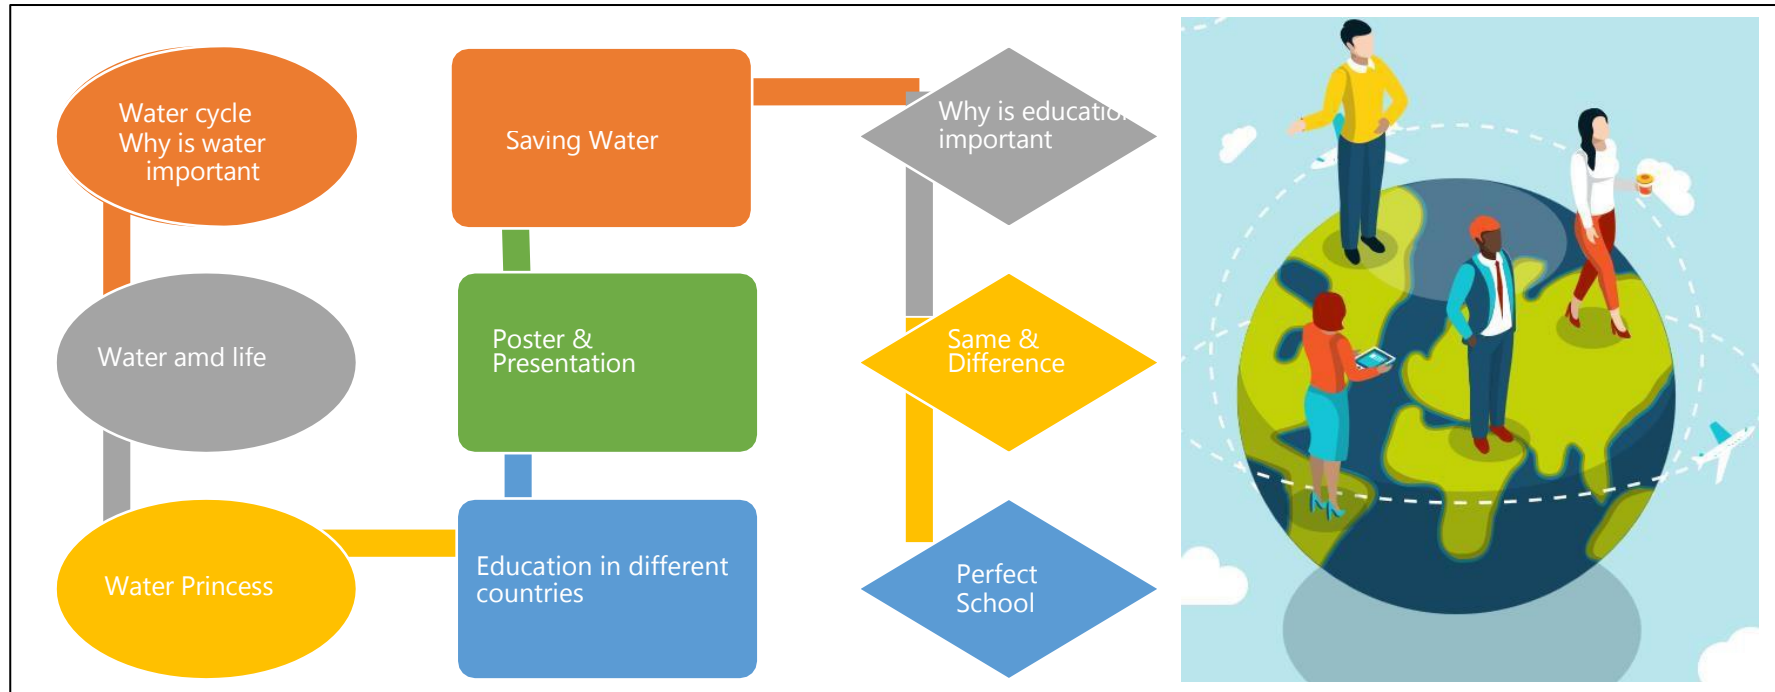 Water cycle
Why is water
important
Water amd life
Water Princess
Saving Water
Poster &
Presentation
Education in different
countries
Why is education
important
Same &
Difference
Perfect
School